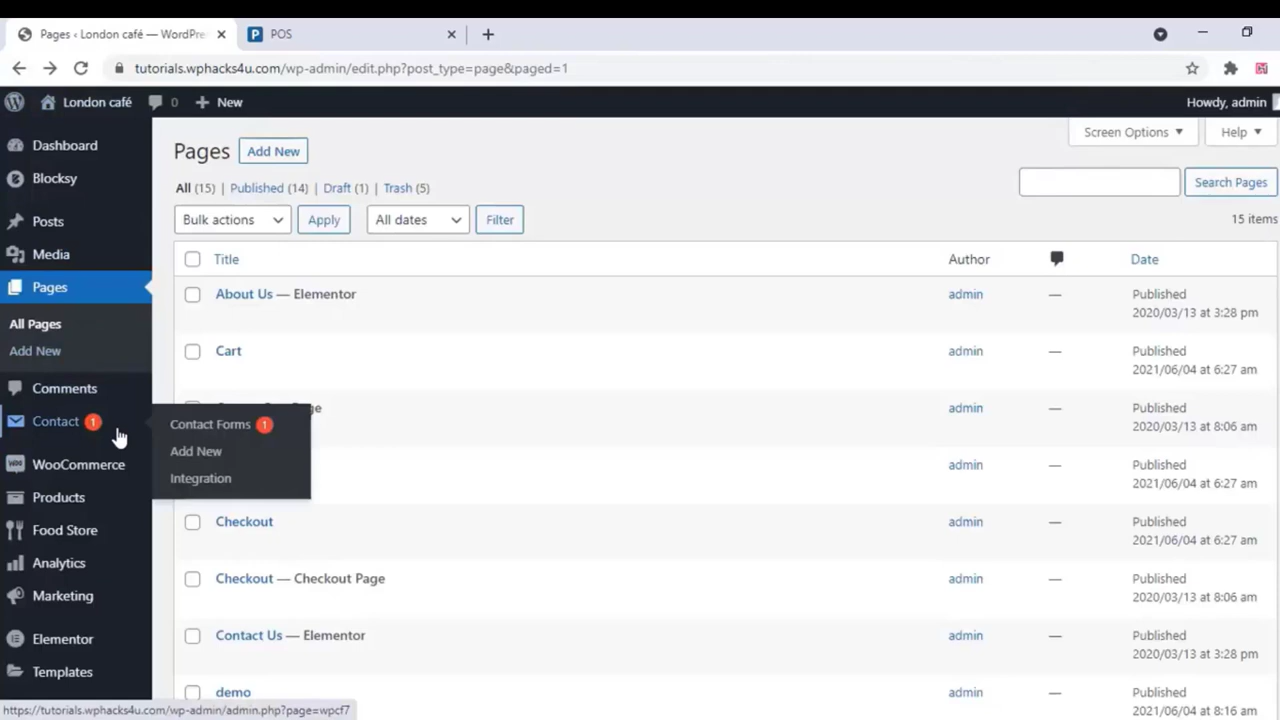 Pages ‹ London café — WordPre
POS
tutorials.wphacks4u.com/wp-admin/edit.php?post_type=page&paged=1
London café
0
New
Howdy, admin
Dashboard
Blocksy
Posts
Media
Pages
All Pages
Add New
Comments
Contact 1
WooCommerce
Products
Food Store
Analytics
Marketing
Elementor
Templates
Contact Forms 1
Add New
Integration
Screen Options
Help
Pages
Add New
All (15) | Published (14) | Draft (1) | Trash (5)
Search Pages
Bulk actions
Apply
All dates
Filter
15 items
Title Author Date
About Us — Elementor admin — Published
2020/03/13 at 3:28 pm
Cart admin — Published
2021/06/04 at 6:27 am
admin — Published
2020/03/13 at 8:06 am
admin — Published
2021/06/04 at 6:27 am
Checkout admin — Published
2021/06/04 at 6:27 am
Checkout — Checkout Page admin — Published
2020/03/13 at 8:06 am
Contact Us — Elementor admin — Published
2020/03/13 at 3:28 pm
demo admin — Published
2021/06/04 at 8:16 am
https://tutorials.wphacks4u.com/wp-admin/admin.php?page=wpcf7